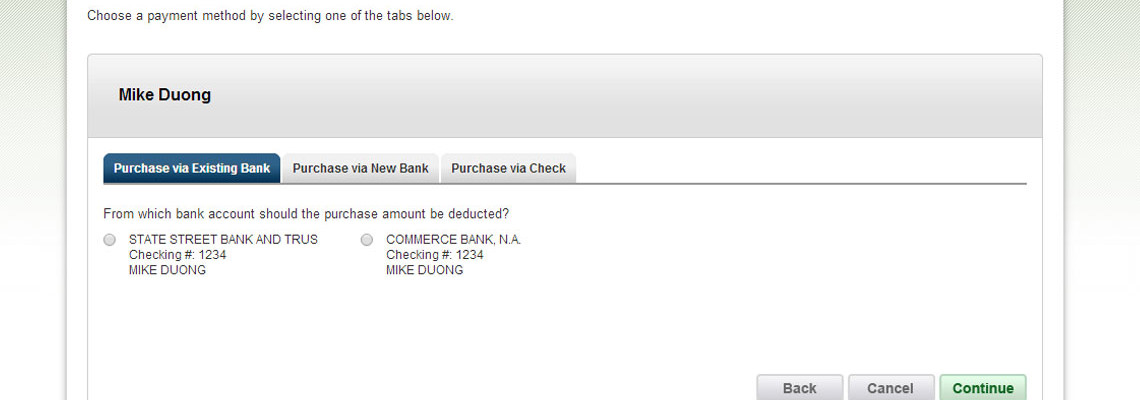 Choose a payment method by selecting one of the tabs below.
Mike Duong
Purchase via Existing Bank Purchase via New Bank Purchase via Check
From which bank account should the purchase amount be deducted?
STATE STREET BANK AND TRUS
Checking #: 1234
MIKE DUONG
COMMERCE BANK, N.A.
Checking #: 1234
MIKE DUONG
Back Cancel Continue